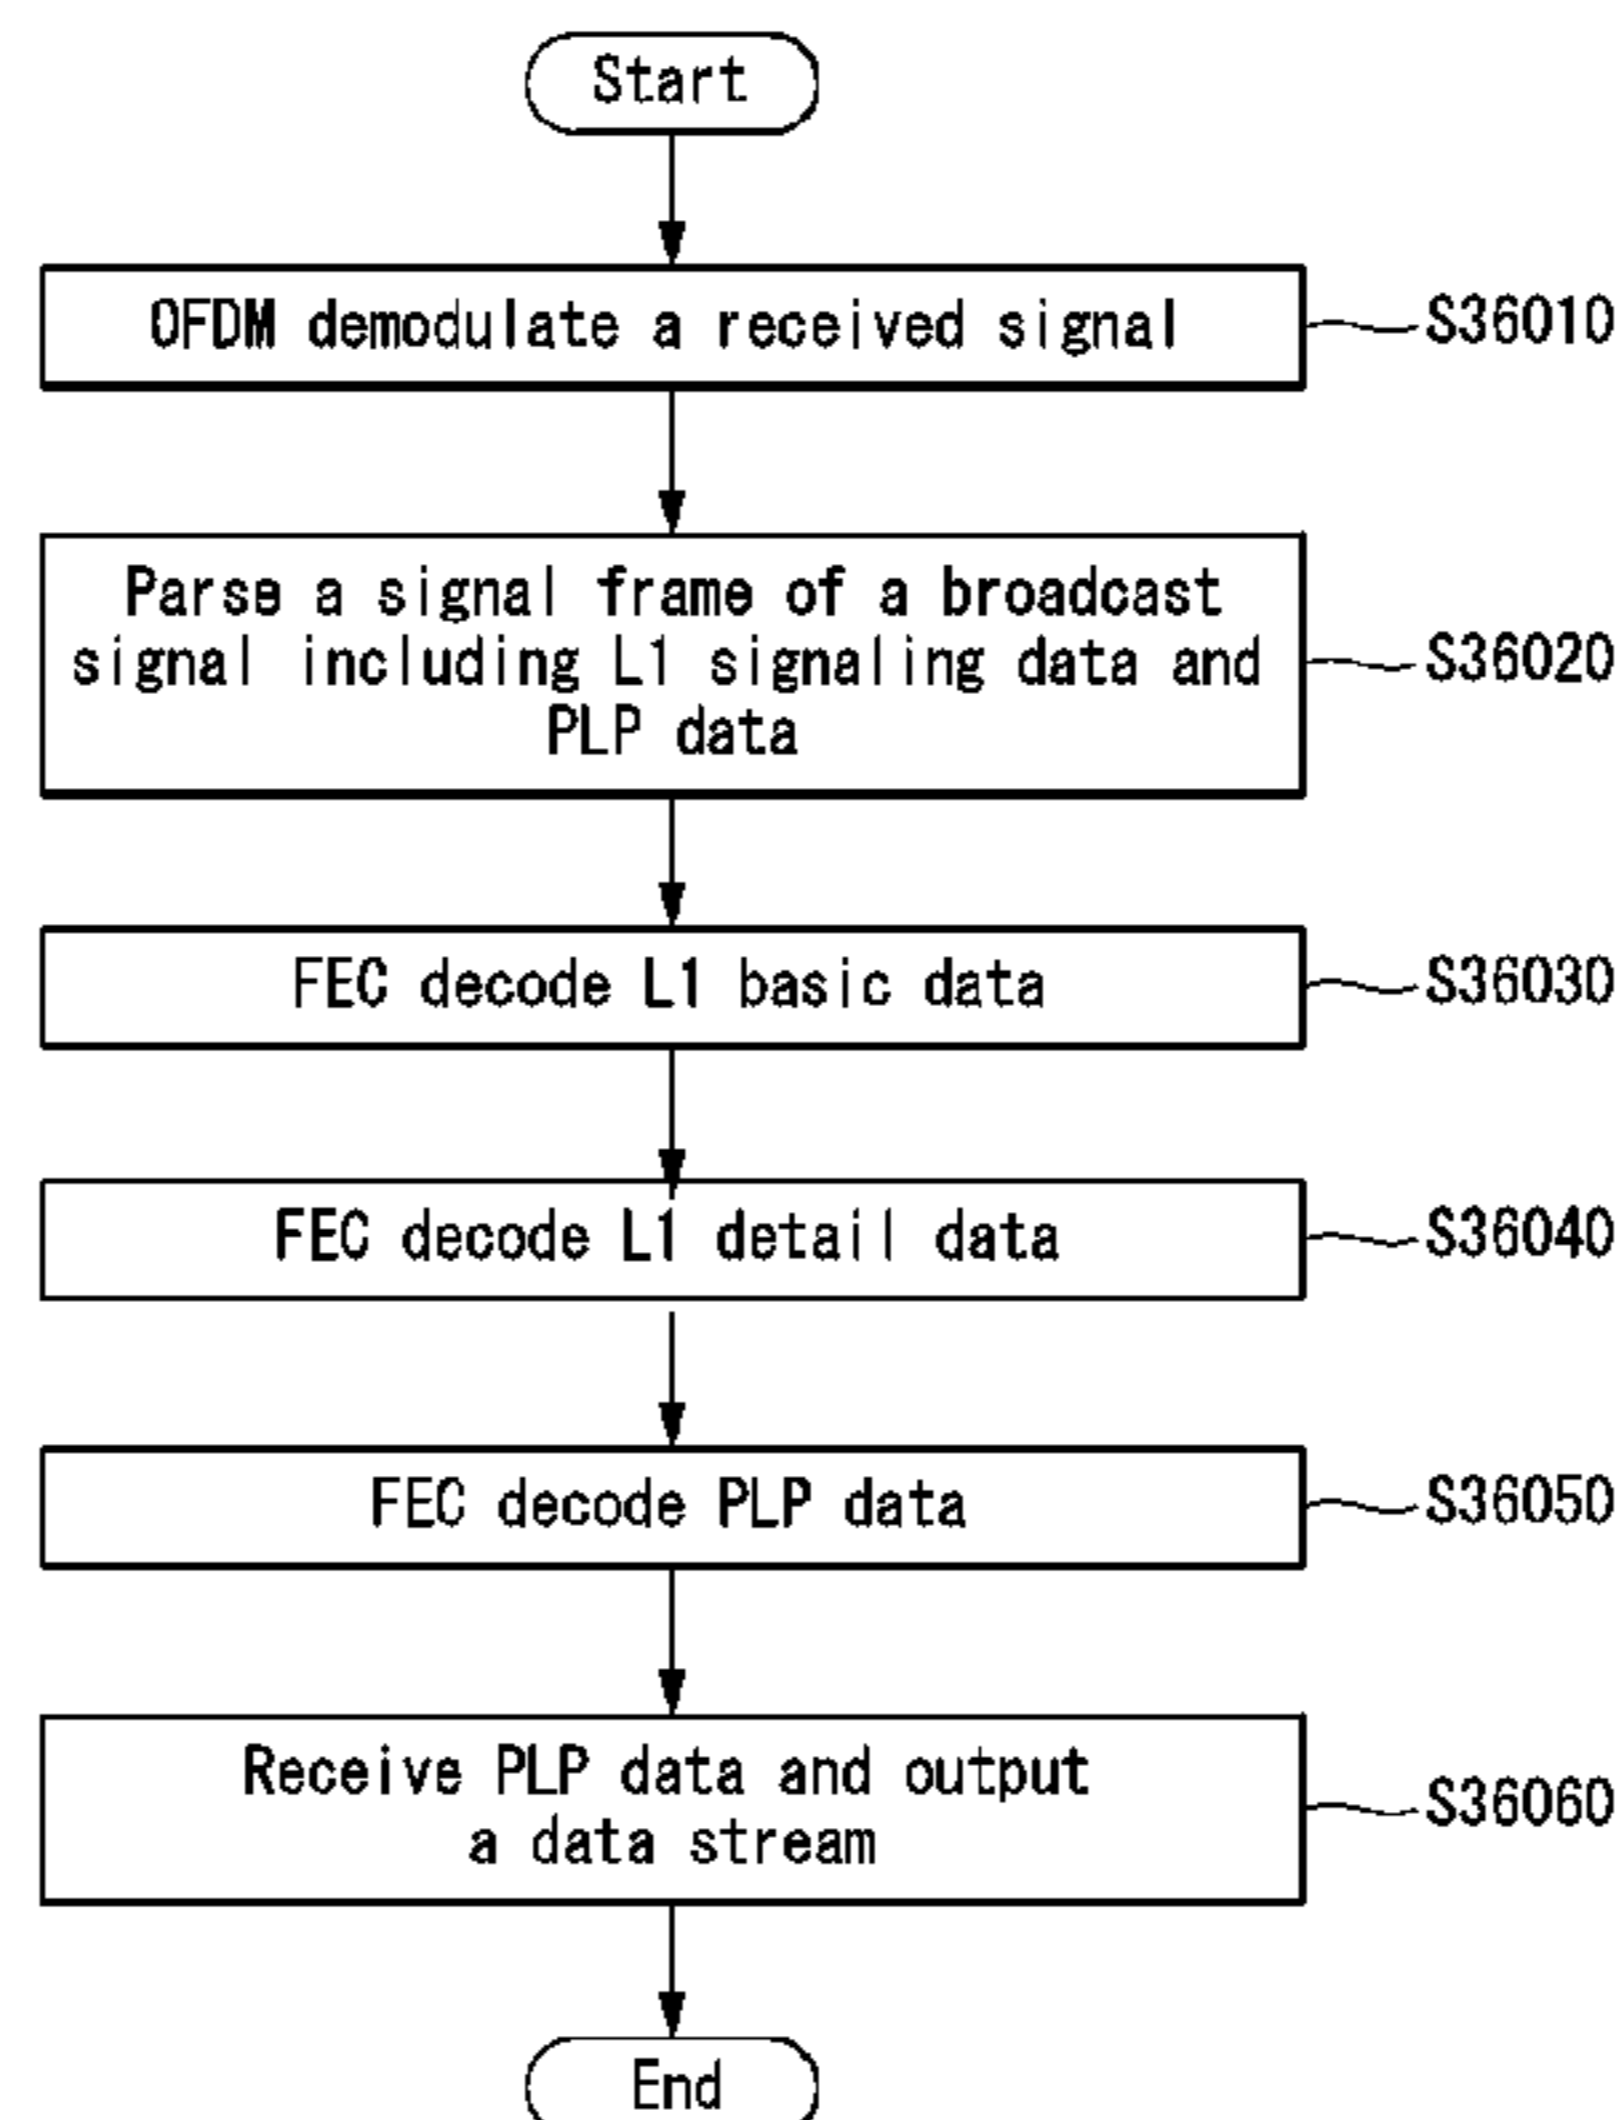 Start
OFDM demodulate a received signal
S36010
Parse a signal frame of a broadcast
signal including L1 signaling data and
PLP data
S36020
FEC decode L1 basic data
S36030
FEC decode L1 detail data
S36040
FEC decode PLP data
S36050
Receive PLP data and output
a data stream
S36060
End